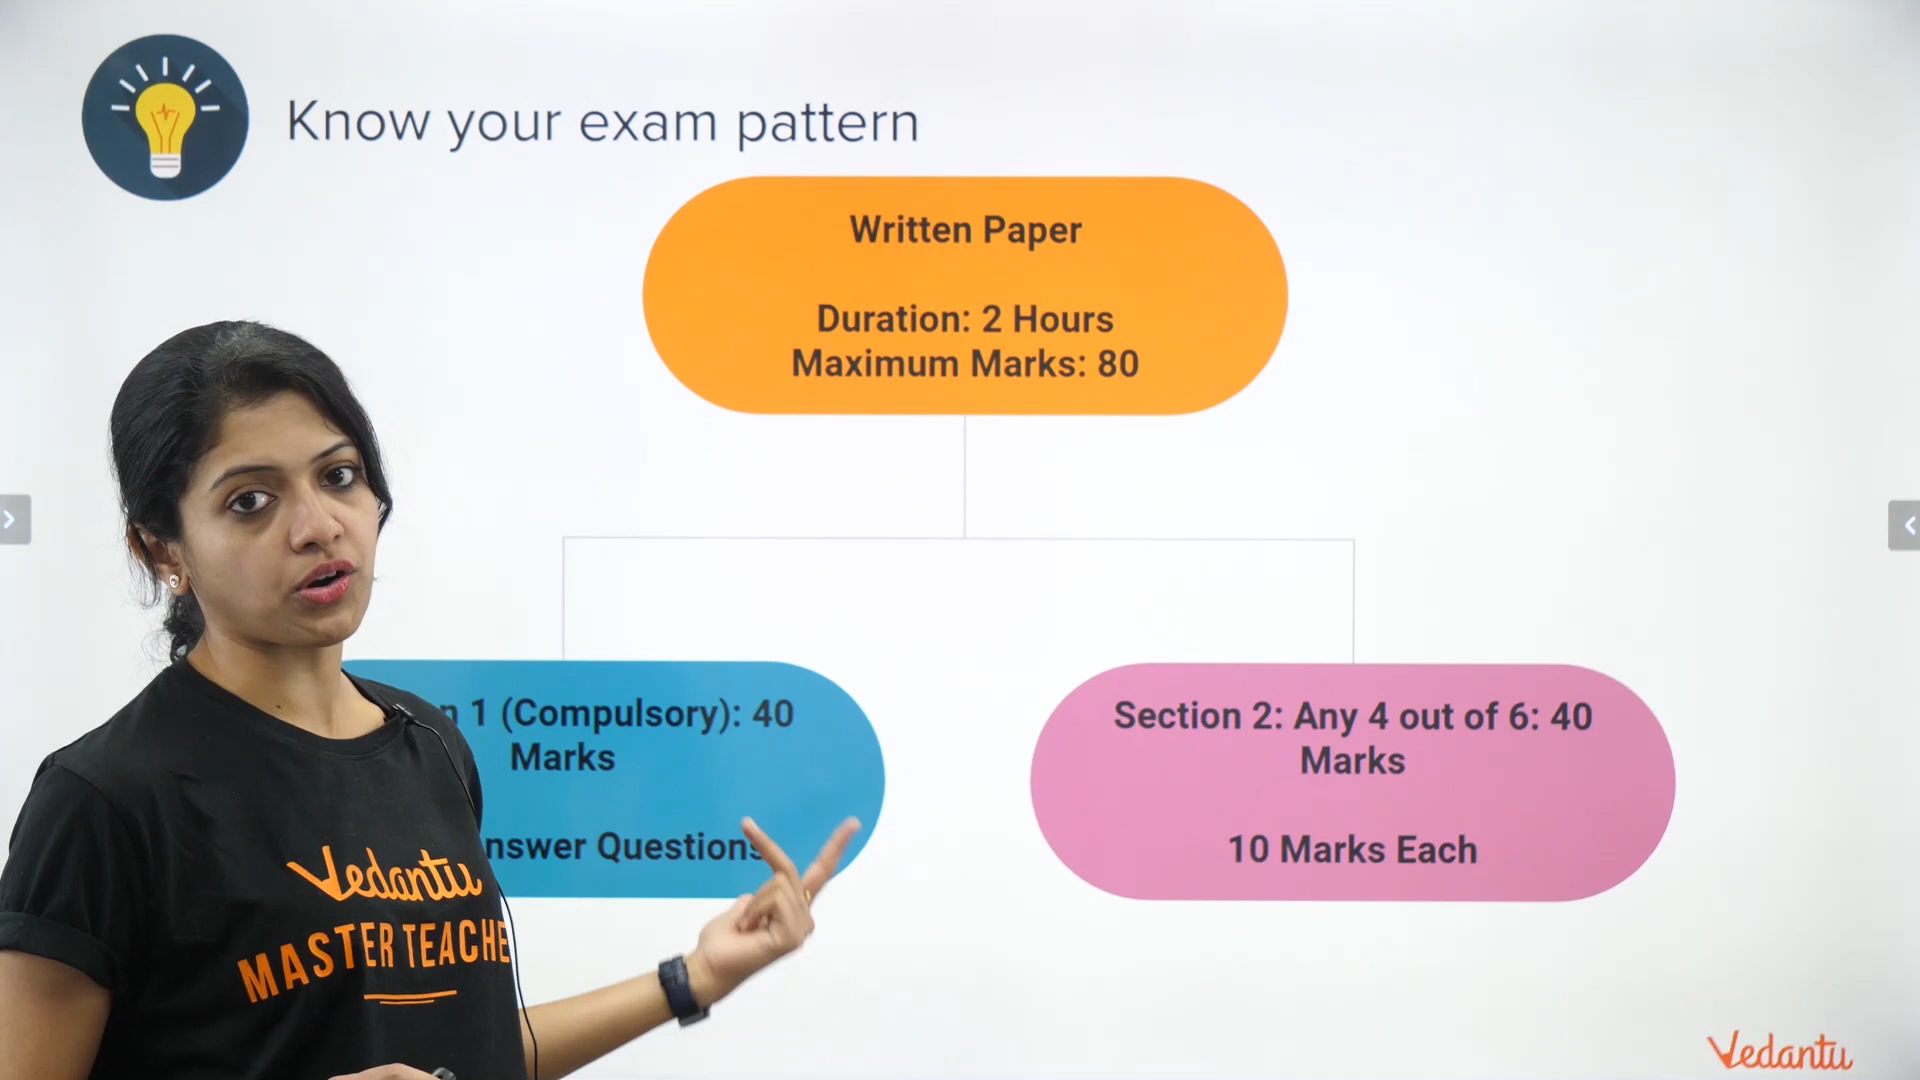 Know your exam pattern
Written Paper
Duration: 2 Hours
Maximum Marks: 80
1 (Compulsory): 40
Marks
Questions
Section 2: Any 4 out of 6: 40
Marks
10 Marks Each
Vedantu
MASTER TEACHE
Vedantu